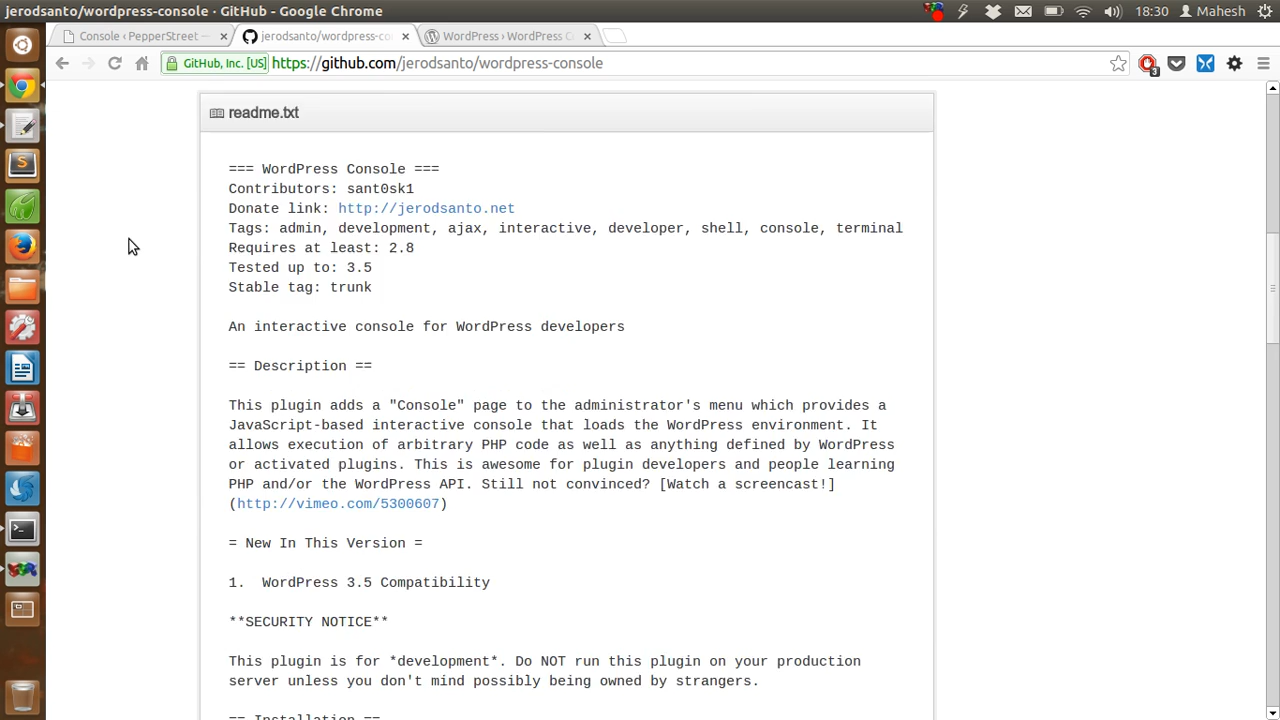 jerodsanto/wordpress-console · GitHub - Google Chrome
18:30 Mahesh
Console ‹ PepperStreet —
jerodsanto/wordpress-co
WordPress › WordPress C
GitHub, Inc. [US] https://github.com/jerodsanto/wordpress-console
3
readme.txt
=== WordPress Console ===
Contributors: sant0sk1
Donate link: http://jerodsanto.net
Tags: admin, development, ajax, interactive, developer, shell, console, terminal
Requires at least: 2.8
Tested up to: 3.5
Stable tag: trunk
An interactive console for WordPress developers
== Description ==
This plugin adds a "Console" page to the administrator's menu which provides a
JavaScript-based interactive console that loads the WordPress environment. It
allows execution of arbitrary PHP code as well as anything defined by WordPress
or activated plugins. This is awesome for plugin developers and people learning
PHP and/or the WordPress API. Still not convinced? [Watch a screencast!]
(http://vimeo.com/5300607)
= New In This Version =
1.  WordPress 3.5 Compatibility
**SECURITY NOTICE**
This plugin is for *development*. Do NOT run this plugin on your production
server unless you don't mind possibly being owned by strangers.
== Installation ==